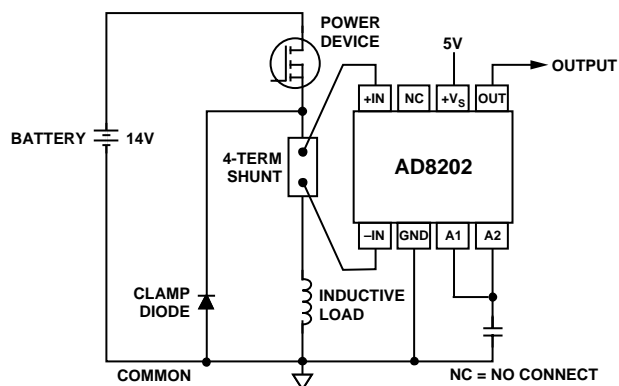 POWER
DEVICE
5V
OUTPUT
+IN
NC
+VS
OUT
BATTERY
14V
4-TERM
SHUNT
AD8202
–IN
GND
A1
A2
CLAMP
DIODE
INDUCTIVE
LOAD
COMMON
NC = NO CONNECT